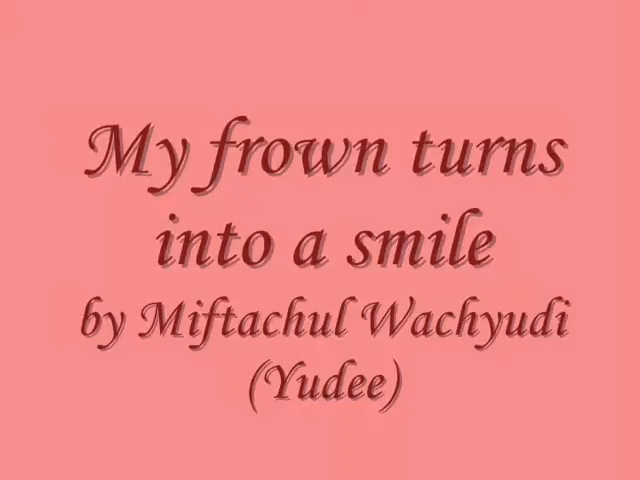 My frown turns
into a smile
by Miftachul Wachyudi
(Yudee)